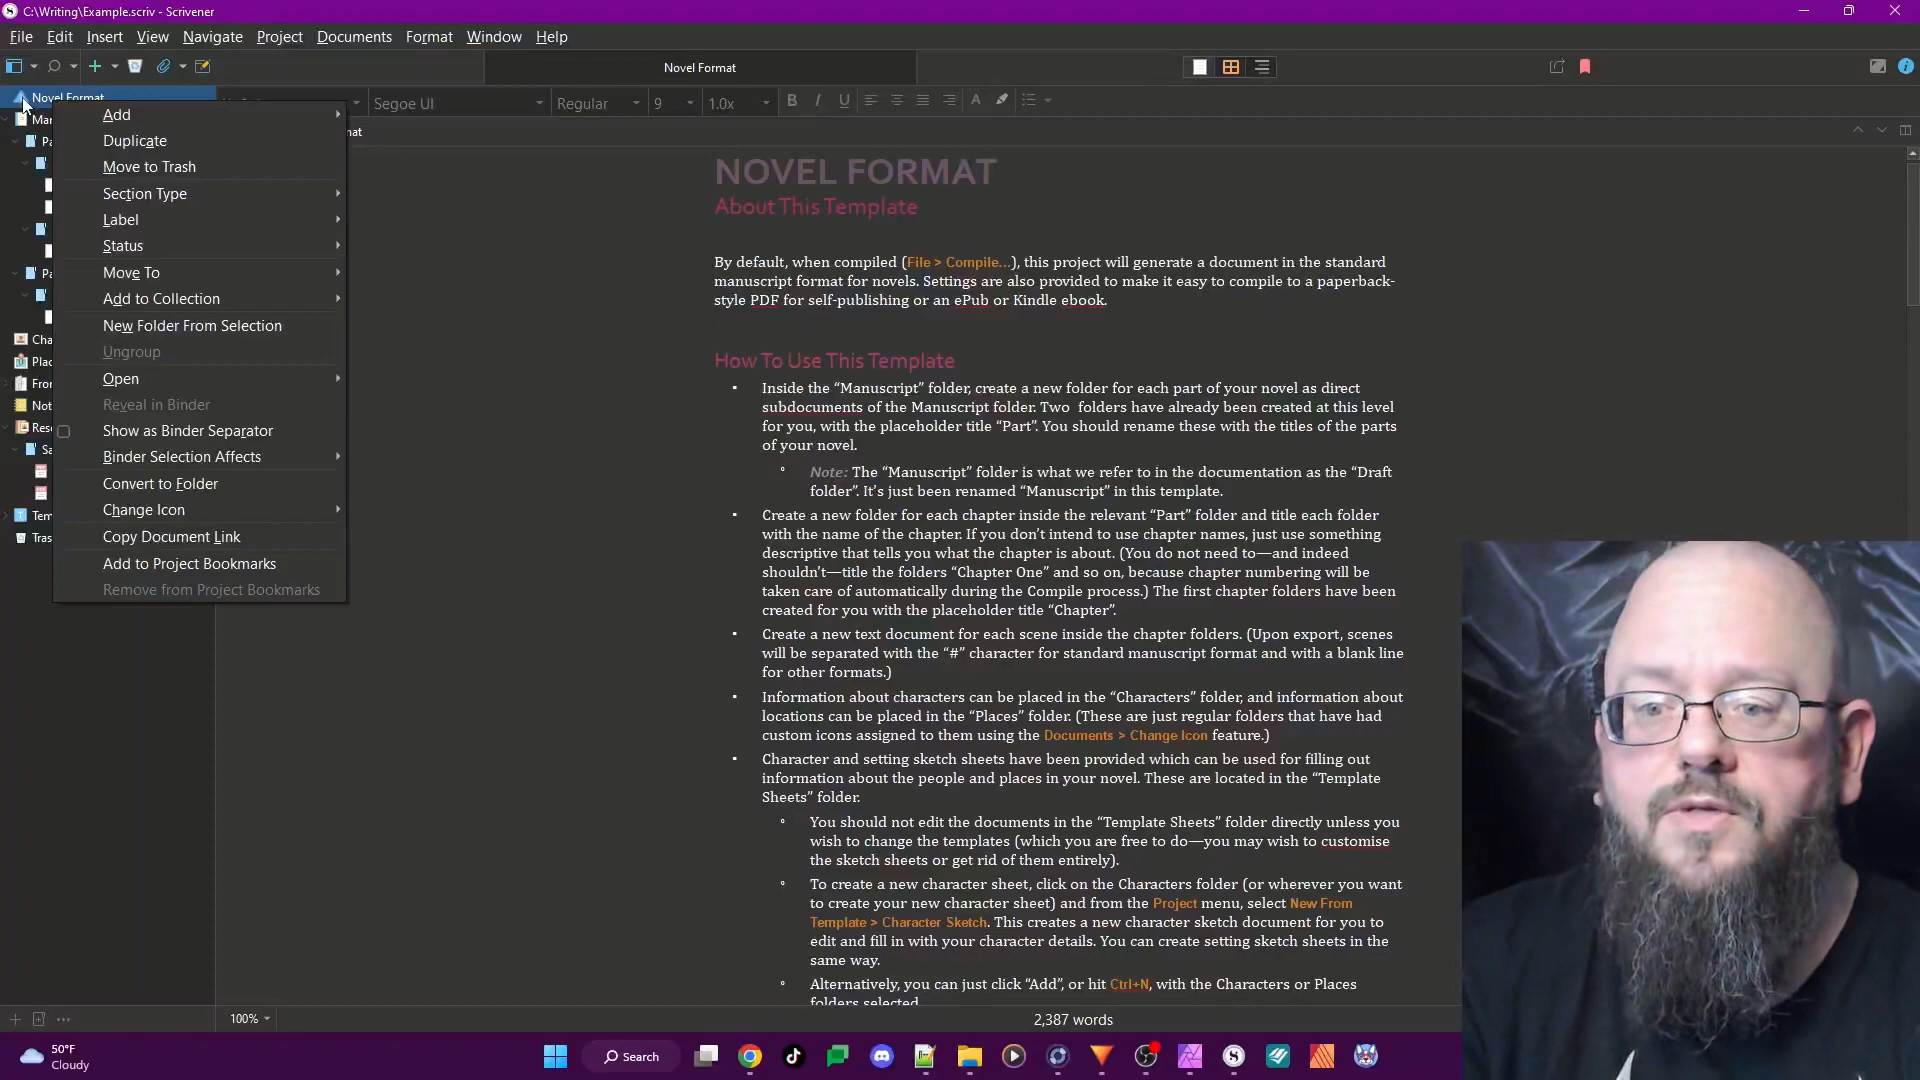 C:\Writing\Example.scriv - Scrivener
File Edit Insert View Navigate Project Documents Format Window Help
Novel Format
Novel Format
Segoe UI Regular 9 1.0x B I U A
Add
Duplicate
Move to Trash
Section Type
Label
Status
Move To
Add to Collection
New Folder From Selection
Ungroup
Open
Reveal in Binder
Show as Binder Separator
Binder Selection Affects
Convert to Folder
Change Icon
Copy Document Link
Add to Project Bookmarks
Remove from Project Bookmarks
NOVEL FORMAT
About This Template
By default, when compiled (File > Compile...), this project will generate a document in the standard
manuscript format for novels. Settings are also provided to make it easy to compile to a paperback-
style PDF for self-publishing or an ePub or Kindle ebook.
How To Use This Template
▪ Inside the “Manuscript” folder, create a new folder for each part of your novel as direct
subdocuments of the Manuscript folder. Two folders have already been created at this level
for you, with the placeholder title “Part”. You should rename these with the titles of the parts
of your novel.
° Note: The “Manuscript” folder is what we refer to in the documentation as the “Draft
folder”. It’s just been renamed “Manuscript” in this template.
▪ Create a new folder for each chapter inside the relevant “Part” folder and title each folder
with the name of the chapter. If you don’t intend to use chapter names, just use something
descriptive that tells you what the chapter is about. (You do not need to—and indeed
shouldn’t—title the folders “Chapter One” and so on, because chapter numbering will be
taken care of automatically during the Compile process.) The first chapter folders have been
created for you with the placeholder title “Chapter”.
▪ Create a new text document for each scene inside the chapter folders. (Upon export, scenes
will be separated with the “#” character for standard manuscript format and with a blank line
for other formats.)
▪ Information about characters can be placed in the “Characters” folder, and information about
locations can be placed in the “Places” folder. (These are just regular folders that have had
custom icons assigned to them using the Documents > Change Icon feature.)
▪ Character and setting sketch sheets have been provided which can be used for filling out
information about the people and places in your novel. These are located in the “Template
Sheets” folder.
° You should not edit the documents in the “Template Sheets” folder directly unless you
wish to change the templates (which you are free to do—you may wish to customise
the sketch sheets or get rid of them entirely).
° To create a new character sheet, click on the Characters folder (or wherever you want
to create your new character sheet) and from the Project menu, select New From
Template > Character Sketch. This creates a new character sketch document for you to
edit and fill in with your character details. You can create setting sketch sheets in the
same way.
° Alternatively, you can just click “Add”, or hit Ctrl+N, with the Characters or Places
folders selected.
100%
2,387 words
50°F
Cloudy
Search